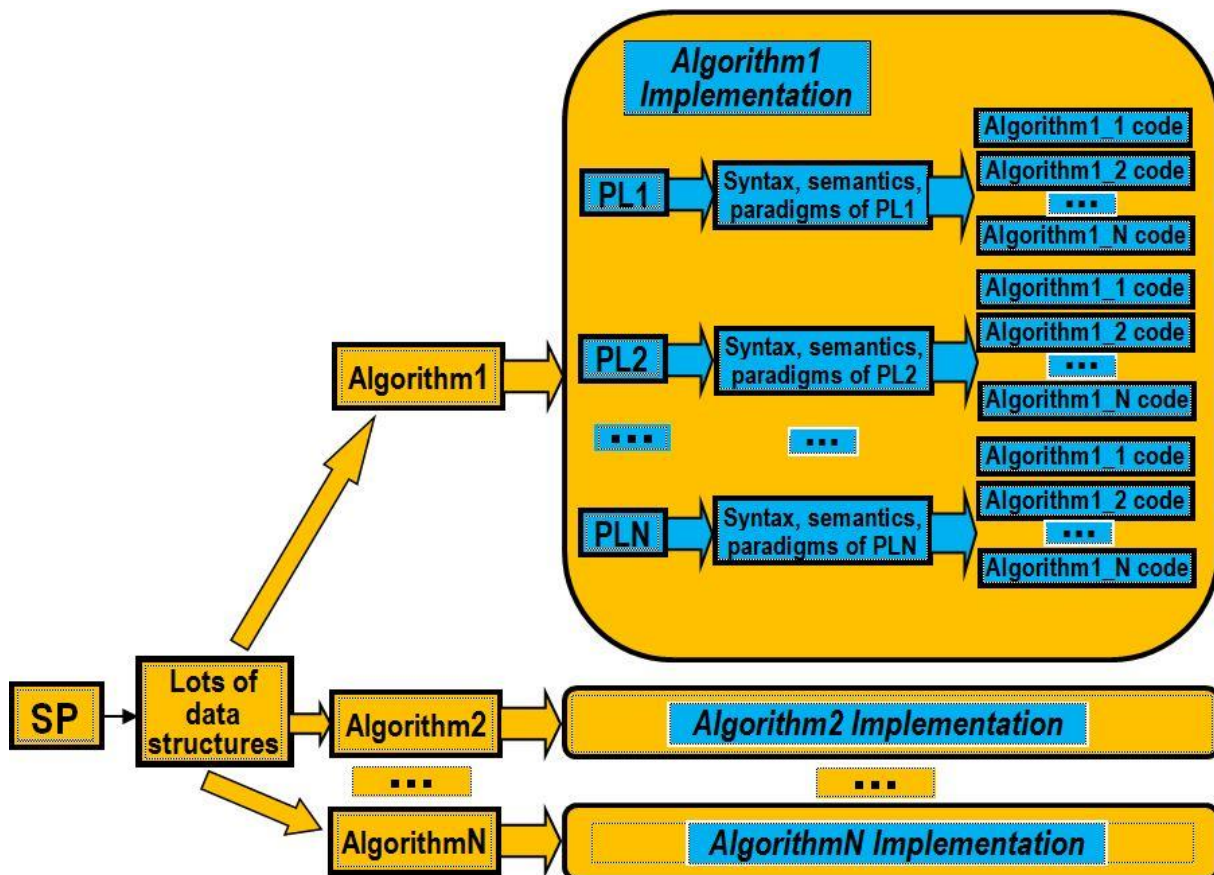 Algorithm1
Implementation
Algorithm1_1 code
Algorithm1_2 code
...
Algorithm1_N code
PL1
Syntax, semantics,
paradigms of PL1
Algorithm1_1 code
Algorithm1_2 code
...
Algorithm1_N code
PL2
Syntax, semantics,
paradigms of PL2
...
...
Algorithm1_1 code
Algorithm1_2 code
...
Algorithm1_N code
PLN
Syntax, semantics,
paradigms of PLN
Algorithm1
SP
Lots of
data
structures
Algorithm2
Algorithm2 Implementation
...
...
AlgorithmN
AlgorithmN Implementation